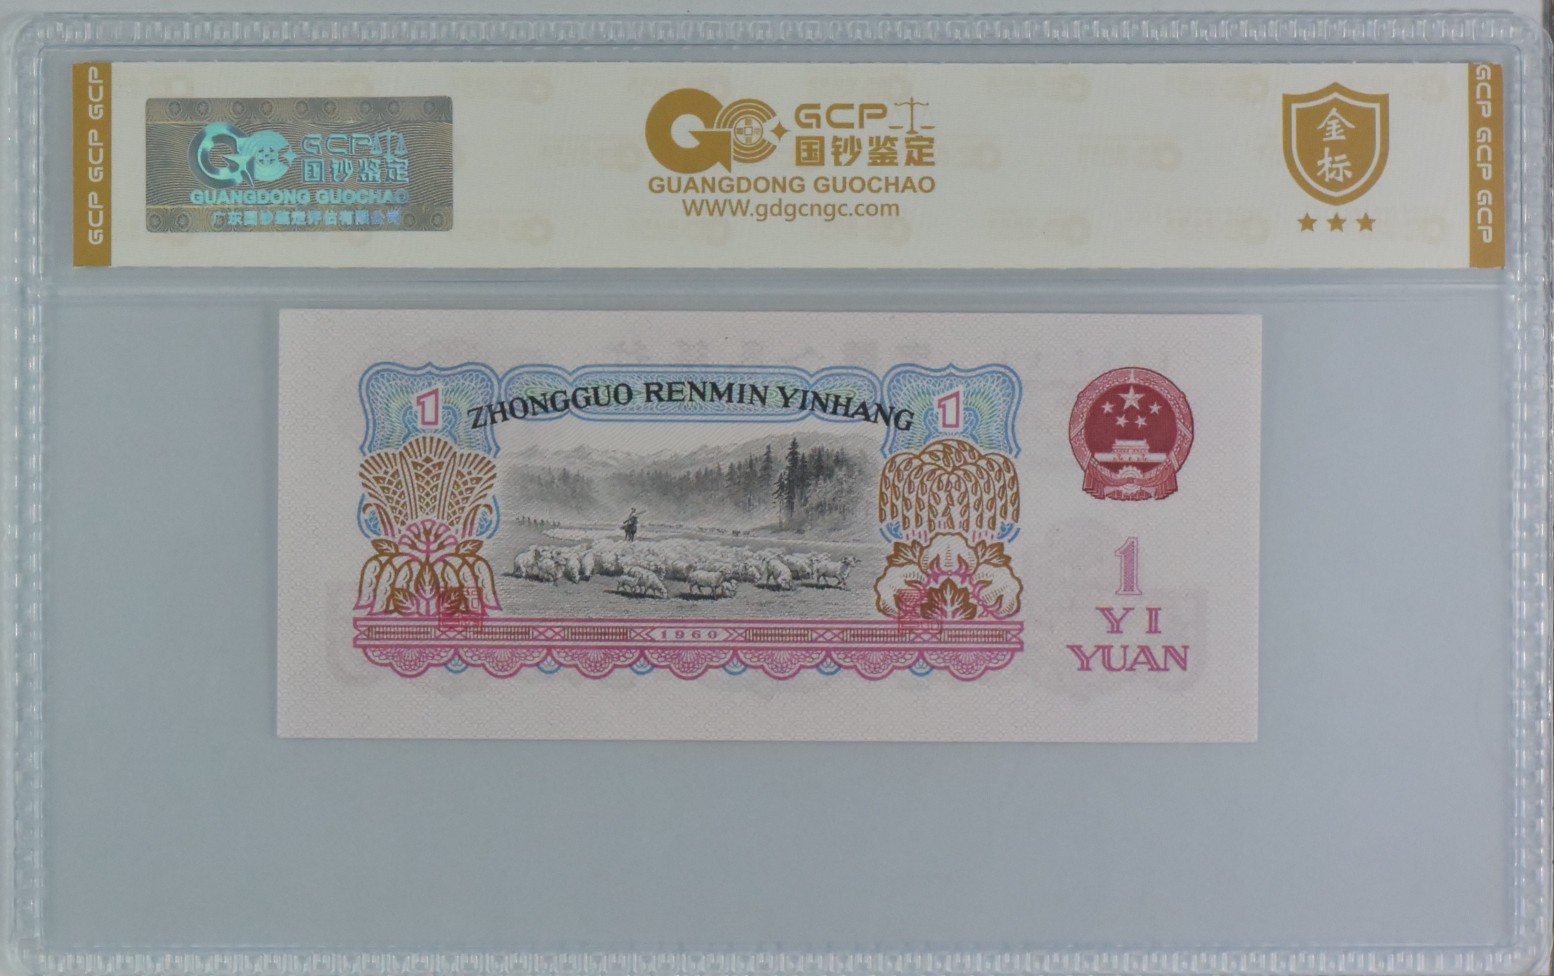 GCP GCP GCP
GCP
国钞鉴定
GUANGDONG GUOCHAO
广东国钞鉴定评估有限公司
GCP
国钞鉴定
GUANGDONG GUOCHAO
WWW.gdgcngc.com
金
标
GCP GCP GCP
1
ZHONGGUO RENMIN YINHANG
1
1960
1
YI
YUAN